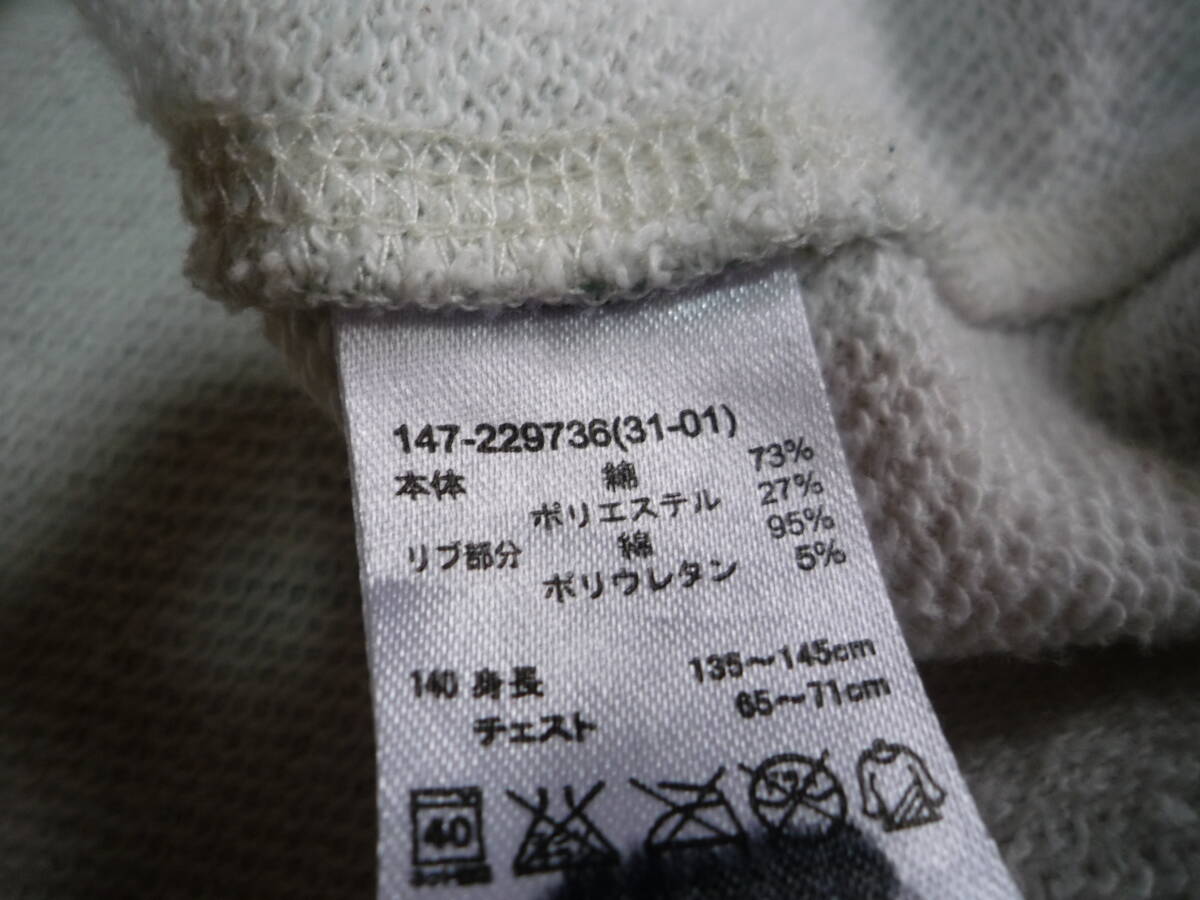 147-229736(31-01)
本体 綿 73%
ポリエステル 27%
リブ部分 綿 95%
ポリウレタン 5%
140 身長 135～145cm
チェスト 65～71cm
40